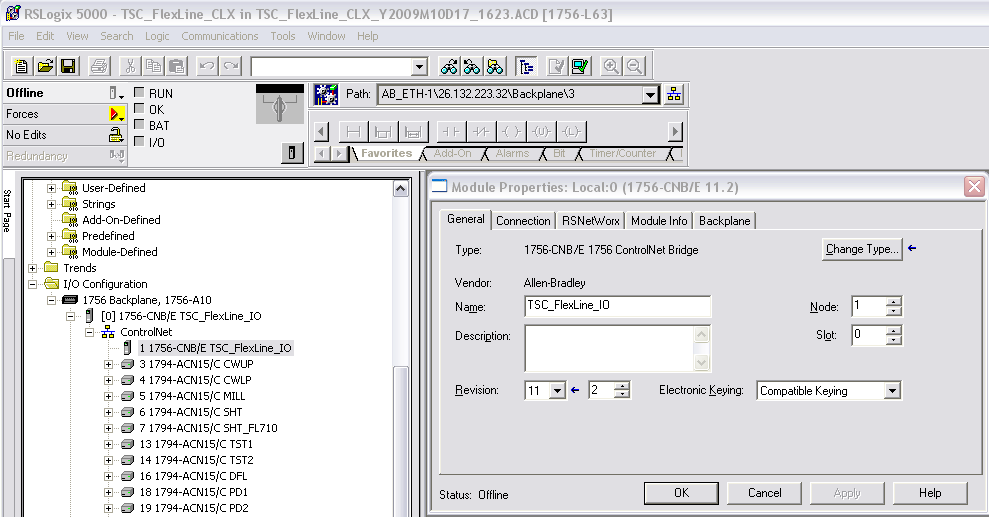 RSLogix 5000 - TSC_FlexLine_CLX in TSC_FlexLine_CLX_Y2009M10D17_1623.ACD [1756-L63]
File Edit View Search Logic Communications Tools Window Help
Offline
RUN
Path: AB_ETH-1\26.132.223.32\Backplane\3
Forces
OK
No Edits
BAT
Redundancy
I/O
Favorites Add-On Alarms Bit Timer/Counter
Start Page
User-Defined
Strings
Add-On-Defined
Predefined
Module-Defined
Trends
I/O Configuration
1756 Backplane, 1756-A10
[0] 1756-CNB/E TSC_FlexLine_IO
ControlNet
1 1756-CNB/E TSC_FlexLine_IO
3 1794-ACN15/C CWUP
4 1794-ACN15/C CWLP
5 1794-ACN15/C MILL
6 1794-ACN15/C SHT
7 1794-ACN15/C SHT_FL710
13 1794-ACN15/C TST1
14 1794-ACN15/C TST2
16 1794-ACN15/C DFL
18 1794-ACN15/C PD1
19 1794-ACN15/C PD2
Module Properties: Local:0 (1756-CNB/E 11.2)
General Connection RSNetWorx Module Info Backplane
Type: 1756-CNB/E 1756 ControlNet Bridge Change Type...
Vendor: Allen-Bradley
Name: TSC_FlexLine_IO Node: 1
Description: Slot: 0
Revision: 11 2 Electronic Keying: Compatible Keying
Status: Offline OK Cancel Apply Help